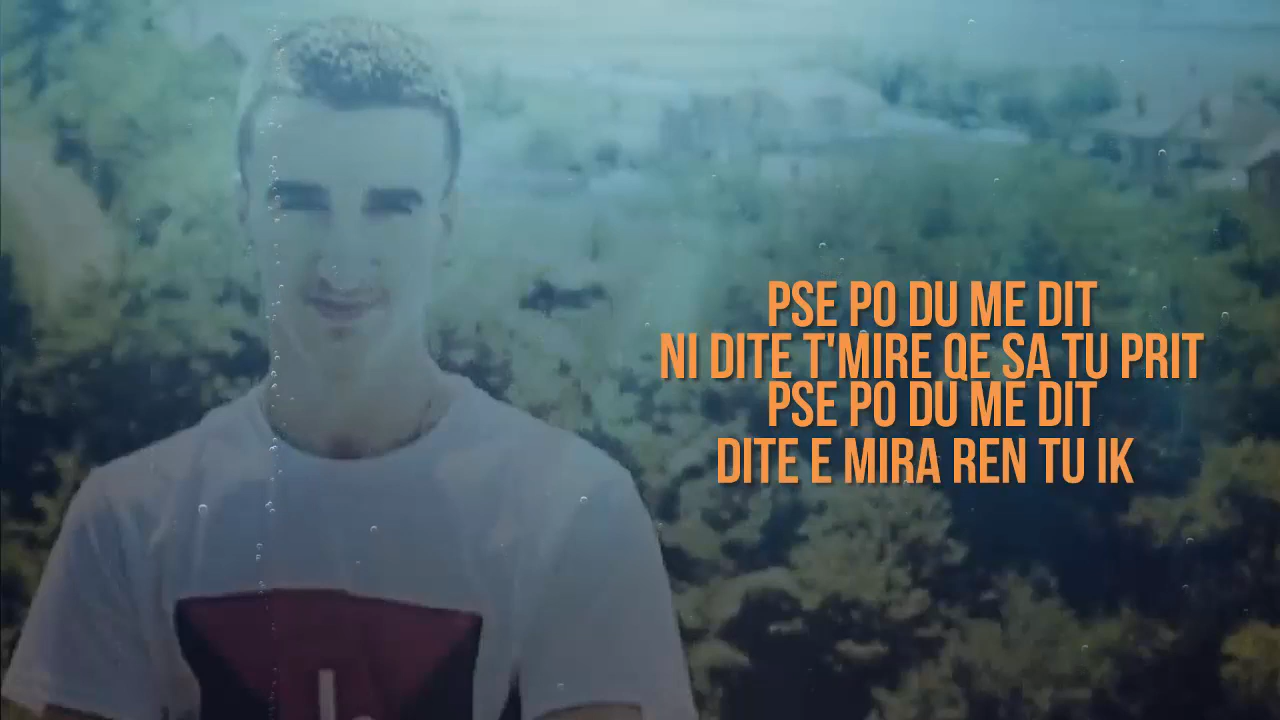 PSE PO DU ME DIT
NI DITE T'MIRE QE SA TU PRIT
PSE PO DU ME DIT
DITE E MIRA REN TU IK